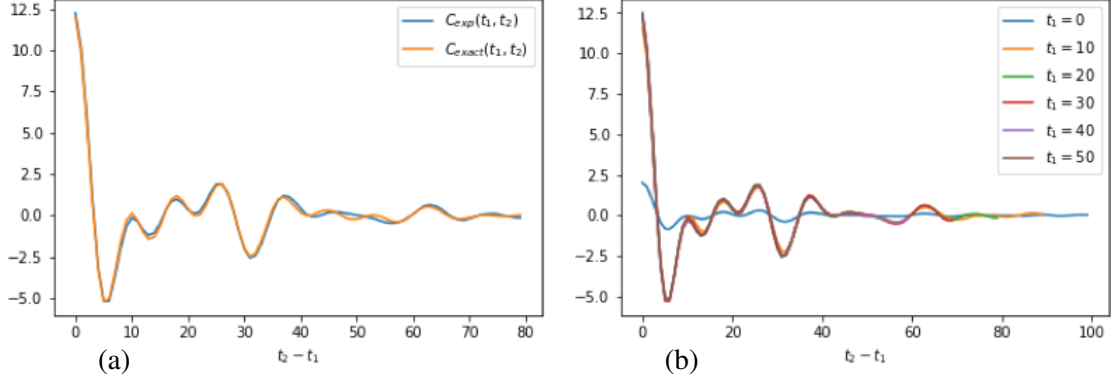 12.5
10.0
7.5
5.0
2.5
0.0
−2.5
−5.0
0 10 20 30 40 50 60 70 80
t₂ − t₁
(a)
C_exp(t₁, t₂)
C_exact(t₁, t₂)
12.5
10.0
7.5
5.0
2.5
0.0
−2.5
−5.0
0 20 40 60 80 100
t₂ − t₁
(b)
t₁ = 0
t₁ = 10
t₁ = 20
t₁ = 30
t₁ = 40
t₁ = 50